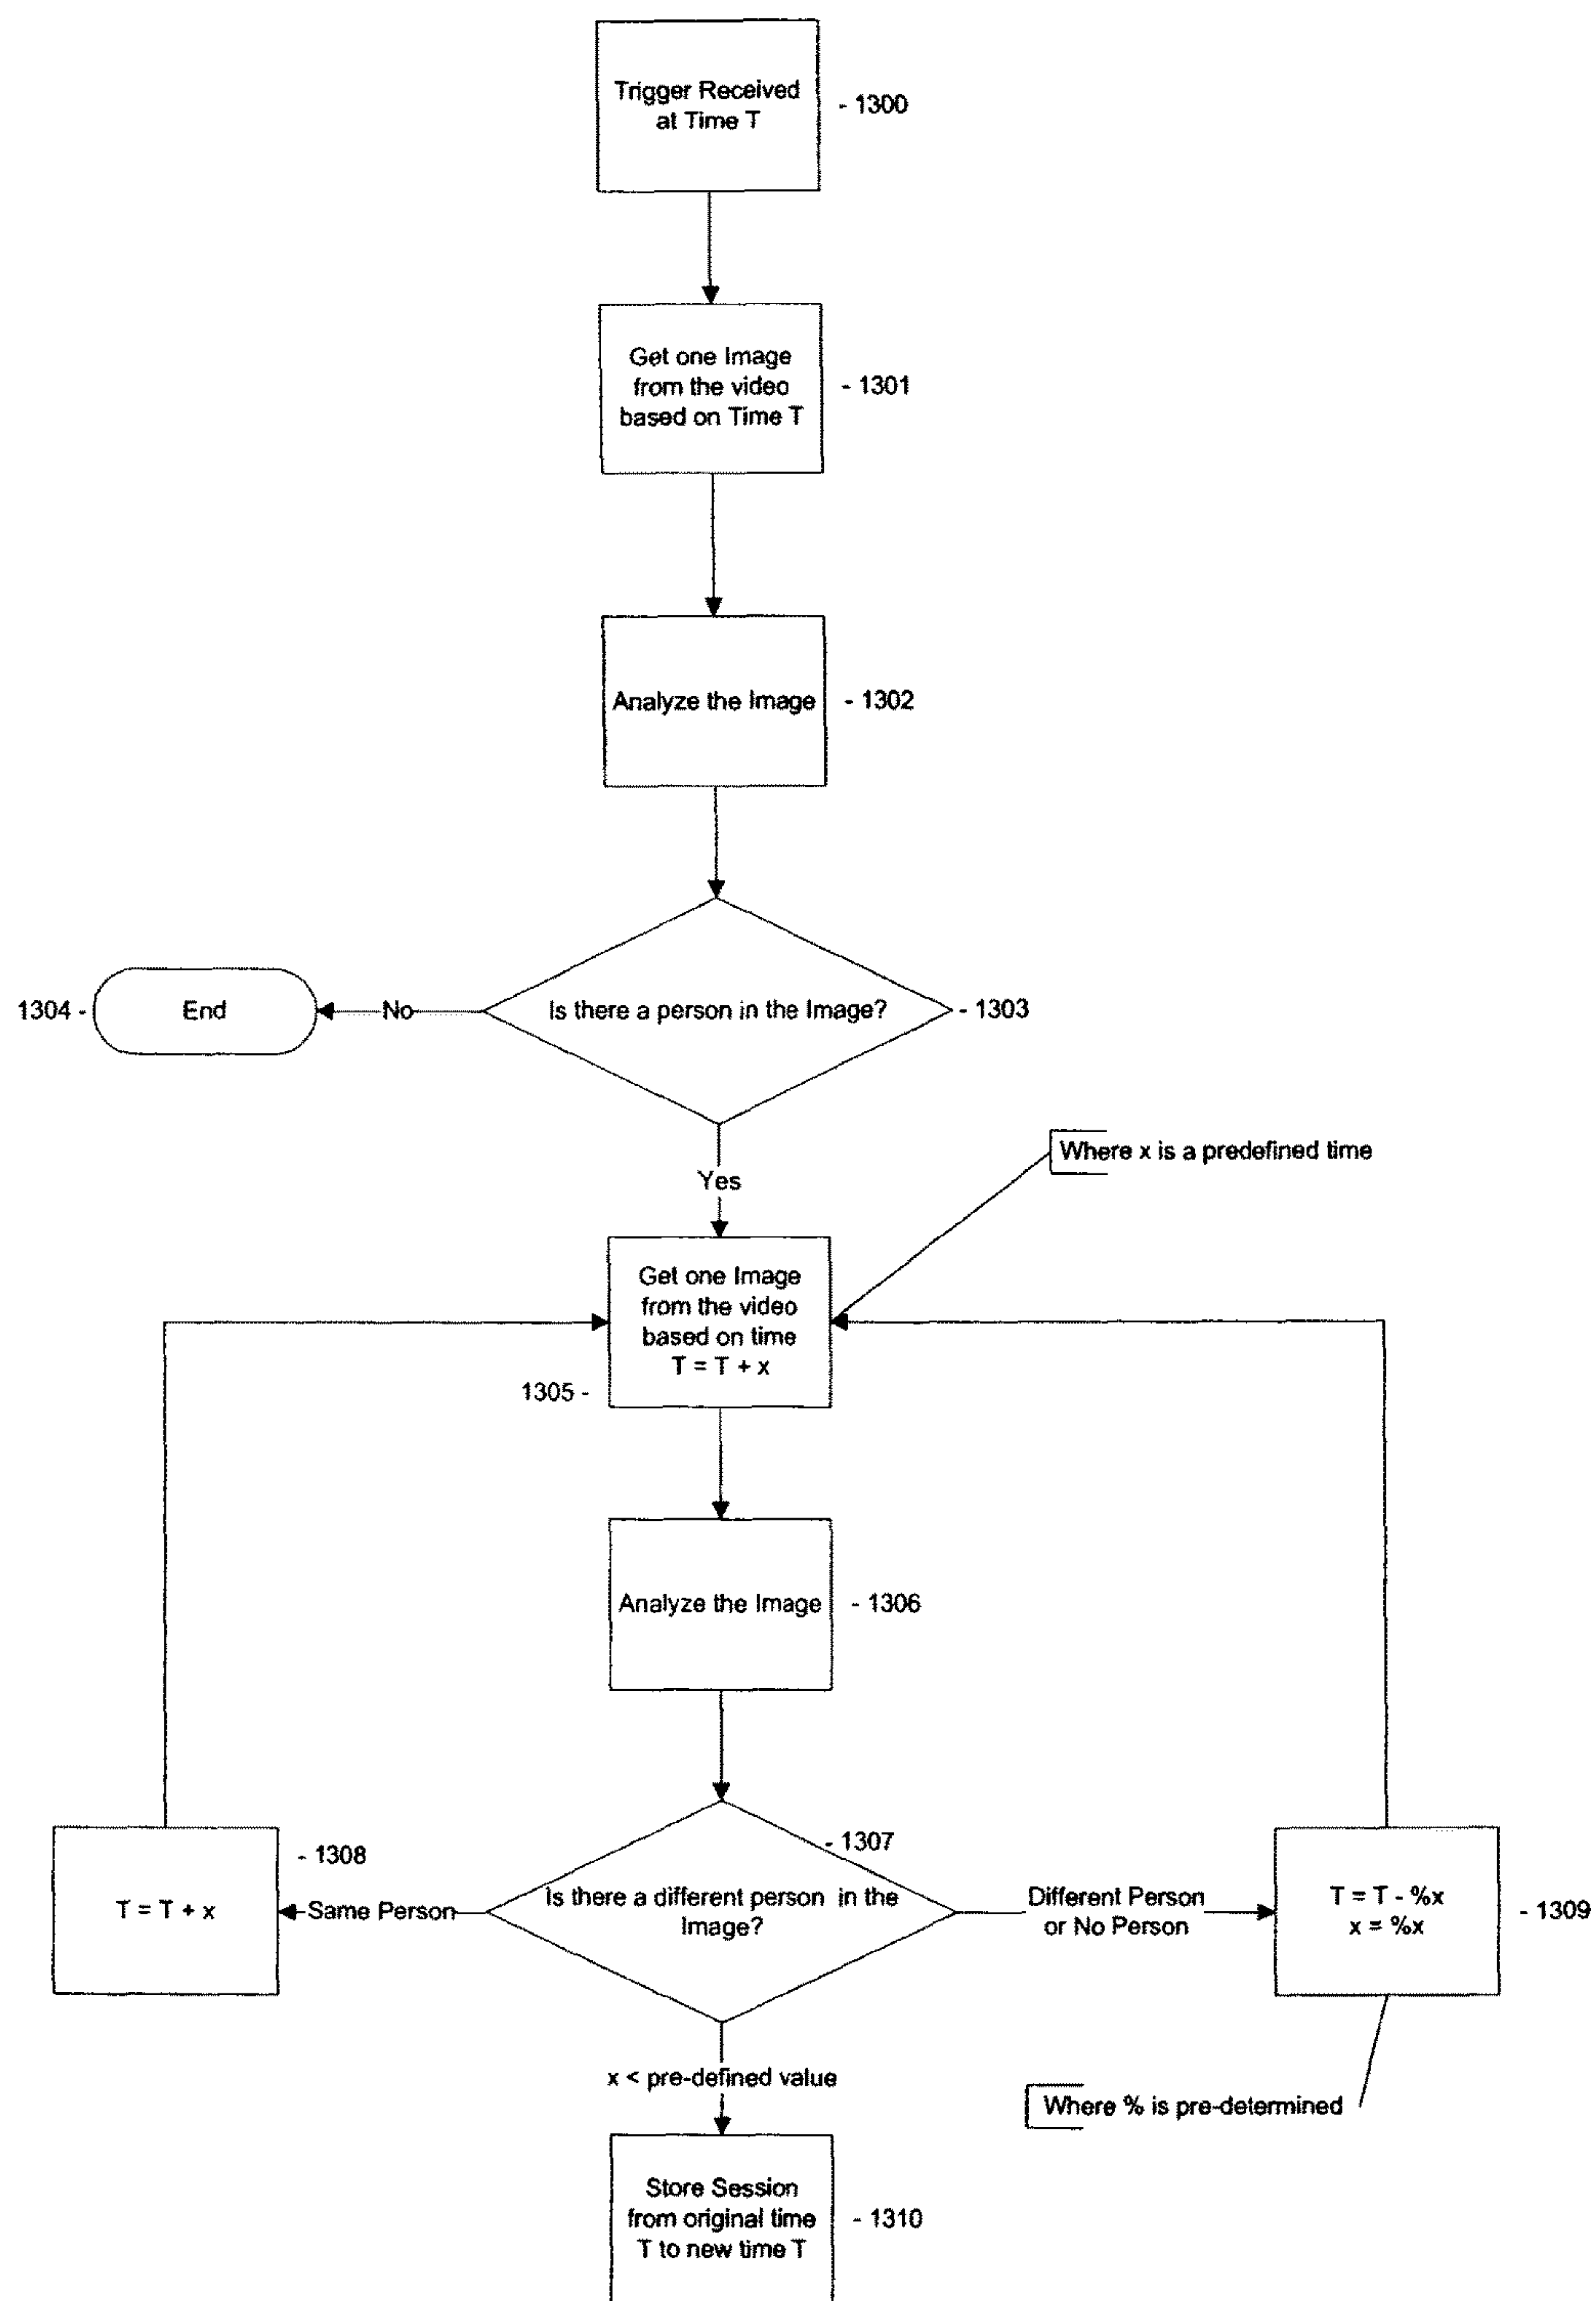 Trigger Received
at Time T
- 1300
Get one Image
from the video
based on Time T
- 1301
Analyze the Image
- 1302
1304 -
End
No
Is there a person in the Image?
- 1303
Where x is a predefined time
Yes
Get one Image
from the video
based on time
T = T + x
1305 -
Analyze the Image
- 1306
- 1307
- 1308
T = T + x
Same Person
Is there a different person in the
Image?
Different Person
or No Person
T = T - %x
x = %x
- 1309
x < pre-defined value
Where % is pre-determined
Store Session
from original time
T to new time T
- 1310